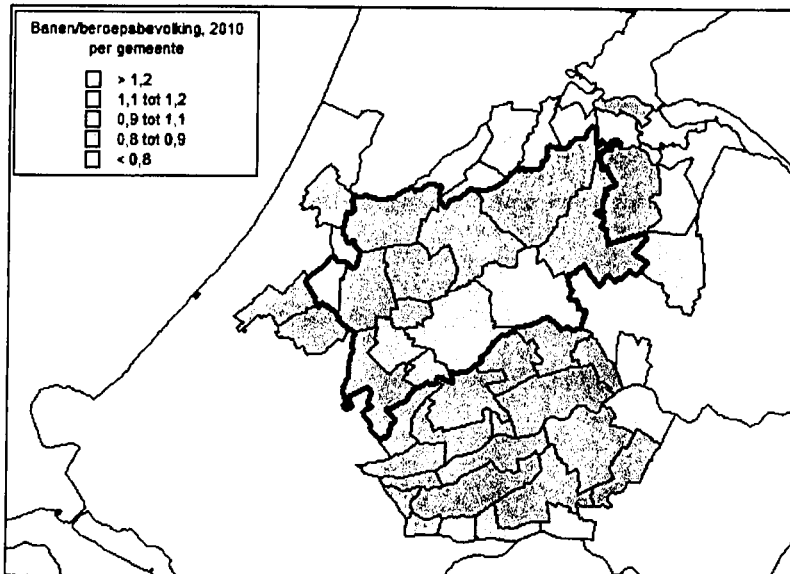 Banen/beroepsbevolking, 2010
per gemeente
> 1,2
1,1 tot 1,2
0,9 tot 1,1
0,8 tot 0,9
< 0,8